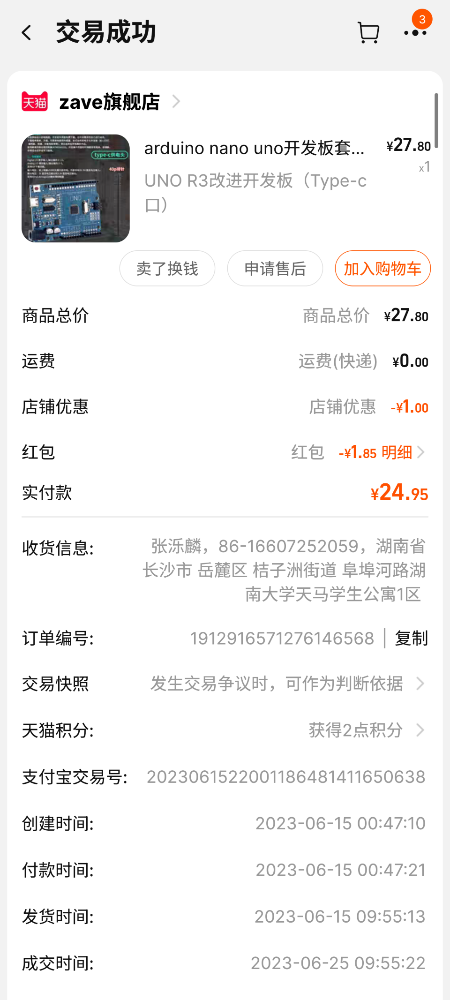 交易成功
3
天猫 zave旗舰店
type-c供电头
40p排针
UNO
arduino nano uno开发板套... ¥27.80
x1
UNO R3改进开发板（Type-c
口）
卖了换钱 申请售后 加入购物车
商品总价 商品总价 ¥27.80
运费 运费(快递) ¥0.00
店铺优惠 店铺优惠 -¥1.00
红包 红包 -¥1.85 明细
实付款 ¥24.95
收货信息: 张泺麟，86-16607252059，湖南省
长沙市 岳麓区 桔子洲街道 阜埠河路湖
南大学天马学生公寓1区
订单编号: 1912916571276146568 | 复制
交易快照 发生交易争议时，可作为判断依据
天猫积分: 获得2点积分
支付宝交易号: 2023061522001186481411650638
创建时间: 2023-06-15 00:47:10
付款时间: 2023-06-15 00:47:21
发货时间: 2023-06-15 09:55:13
成交时间: 2023-06-25 09:55:22